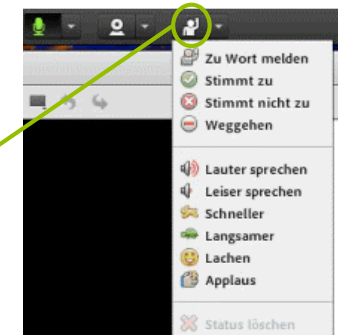 Zu Wort melden
Stimmt zu
Stimmt nicht zu
Weggehen
Lauter sprechen
Leiser sprechen
Schneller
Langsamer
Lachen
Applaus
Status löschen